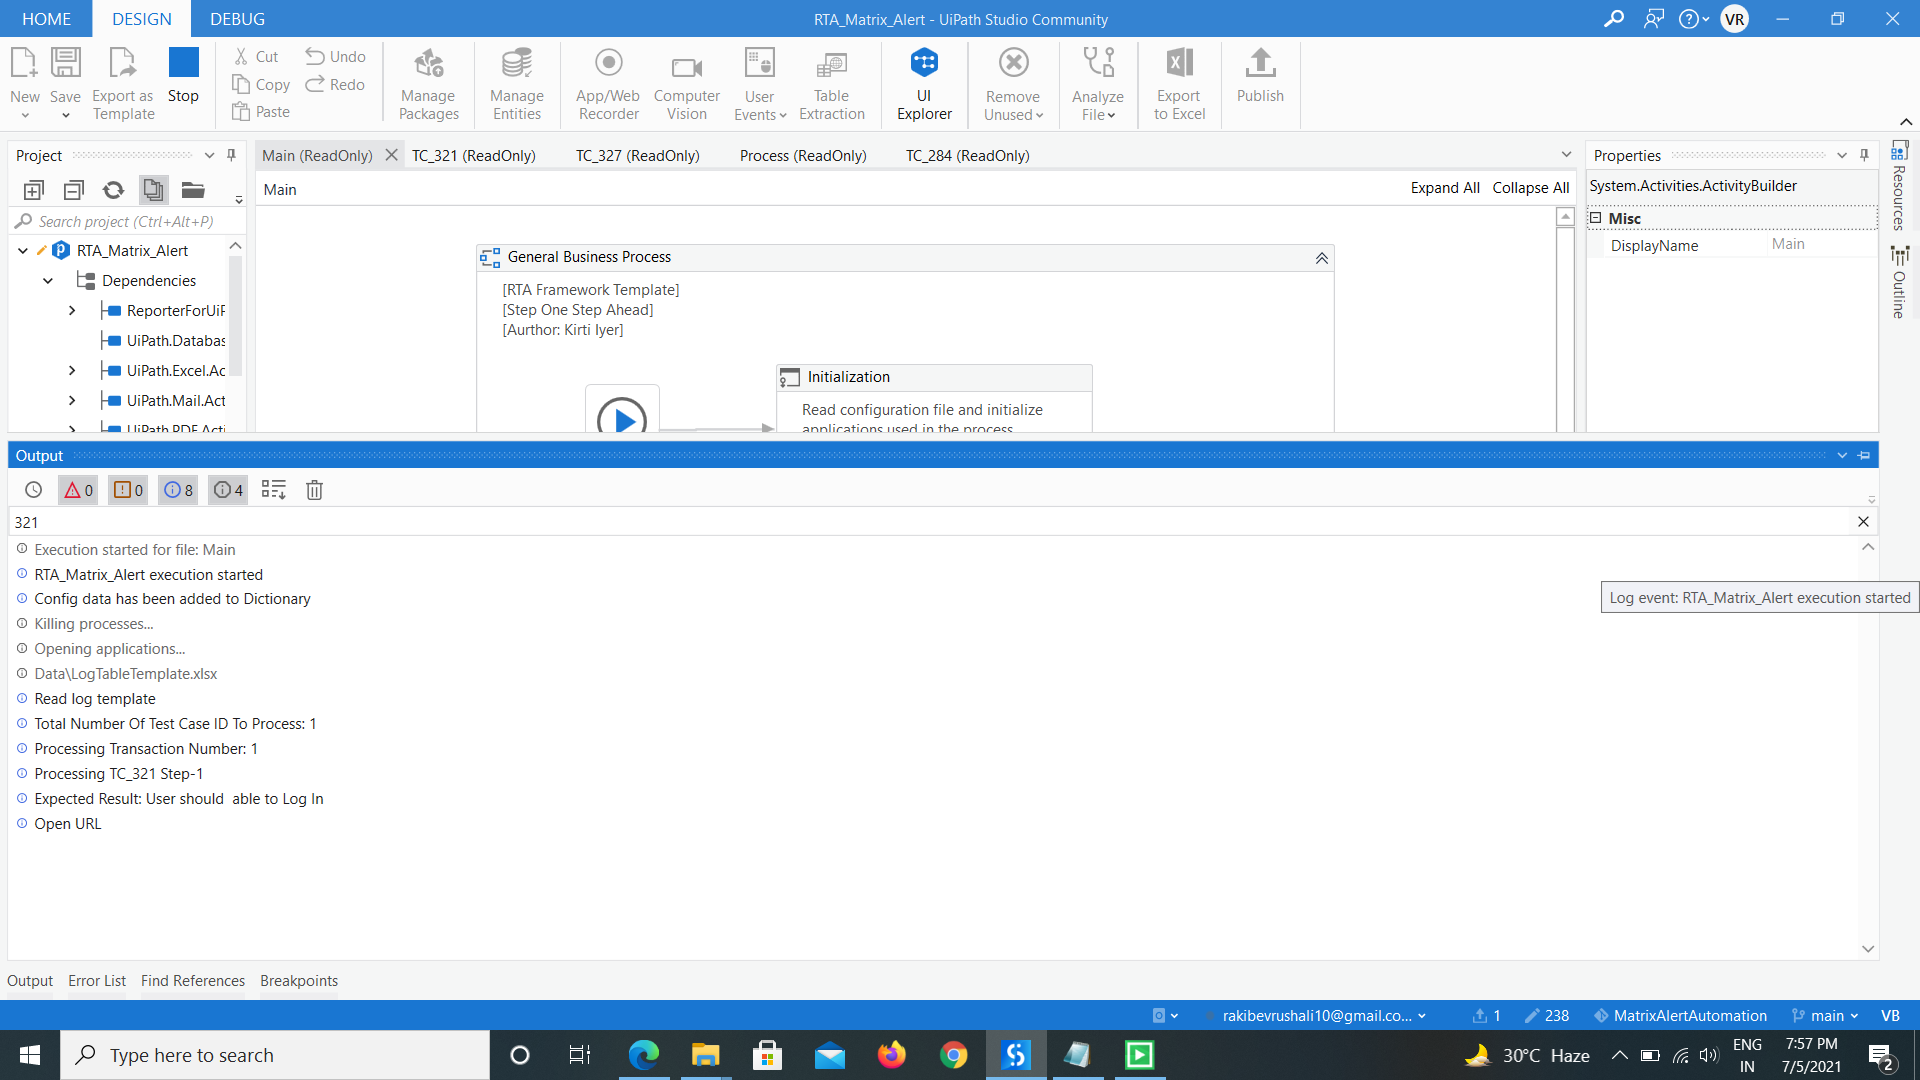 HOME DESIGN DEBUG
RTA_Matrix_Alert - UiPath Studio Community
VR
New
Save
Export as
Template
Stop
Cut
Copy
Paste
Undo
Redo
Manage
Packages
Manage
Entities
App/Web
Recorder
Computer
Vision
User
Events
Table
Extraction
UI
Explorer
Remove
Unused
Analyze
File
Export
to Excel
Publish
Project
Search project (Ctrl+Alt+P)
RTA_Matrix_Alert
Dependencies
ReporterForUiP
UiPath.Databas
UiPath.Excel.Ac
UiPath.Mail.Act
UiPath.PDF.Acti
Main (ReadOnly) TC_321 (ReadOnly) TC_327 (ReadOnly) Process (ReadOnly) TC_284 (ReadOnly)
Main
Expand All Collapse All
General Business Process
[RTA Framework Template]
[Step One Step Ahead]
[Aurthor: Kirti Iyer]
Initialization
Read configuration file and initialize
applications used in the process
Properties
System.Activities.ActivityBuilder
Misc
DisplayName Main
Resources
Outline
Output
0 0 8 4
321
Execution started for file: Main
RTA_Matrix_Alert execution started
Config data has been added to Dictionary
Killing processes...
Opening applications...
Data\LogTableTemplate.xlsx
Read log template
Total Number Of Test Case ID To Process: 1
Processing Transaction Number: 1
Processing TC_321 Step-1
Expected Result: User should  able to Log In
Open URL
Log event: RTA_Matrix_Alert execution started
Output Error List Find References Breakpoints
rakibevrushali10@gmail.co... 1 238 MatrixAlertAutomation main VB
Type here to search
30°C Haze
ENG
IN
7:57 PM
7/5/2021
2